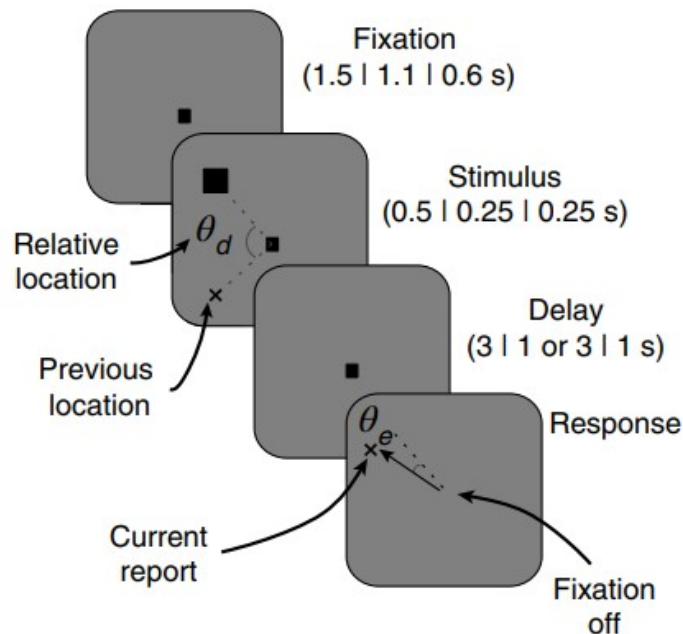 Fixation
(1.5 | 1.1 | 0.6 s)
Stimulus
(0.5 | 0.25 | 0.25 s)
Relative
location
θd
Delay
(3 | 1 or 3 | 1 s)
Previous
location
Response
θe
Current
report
Fixation
off